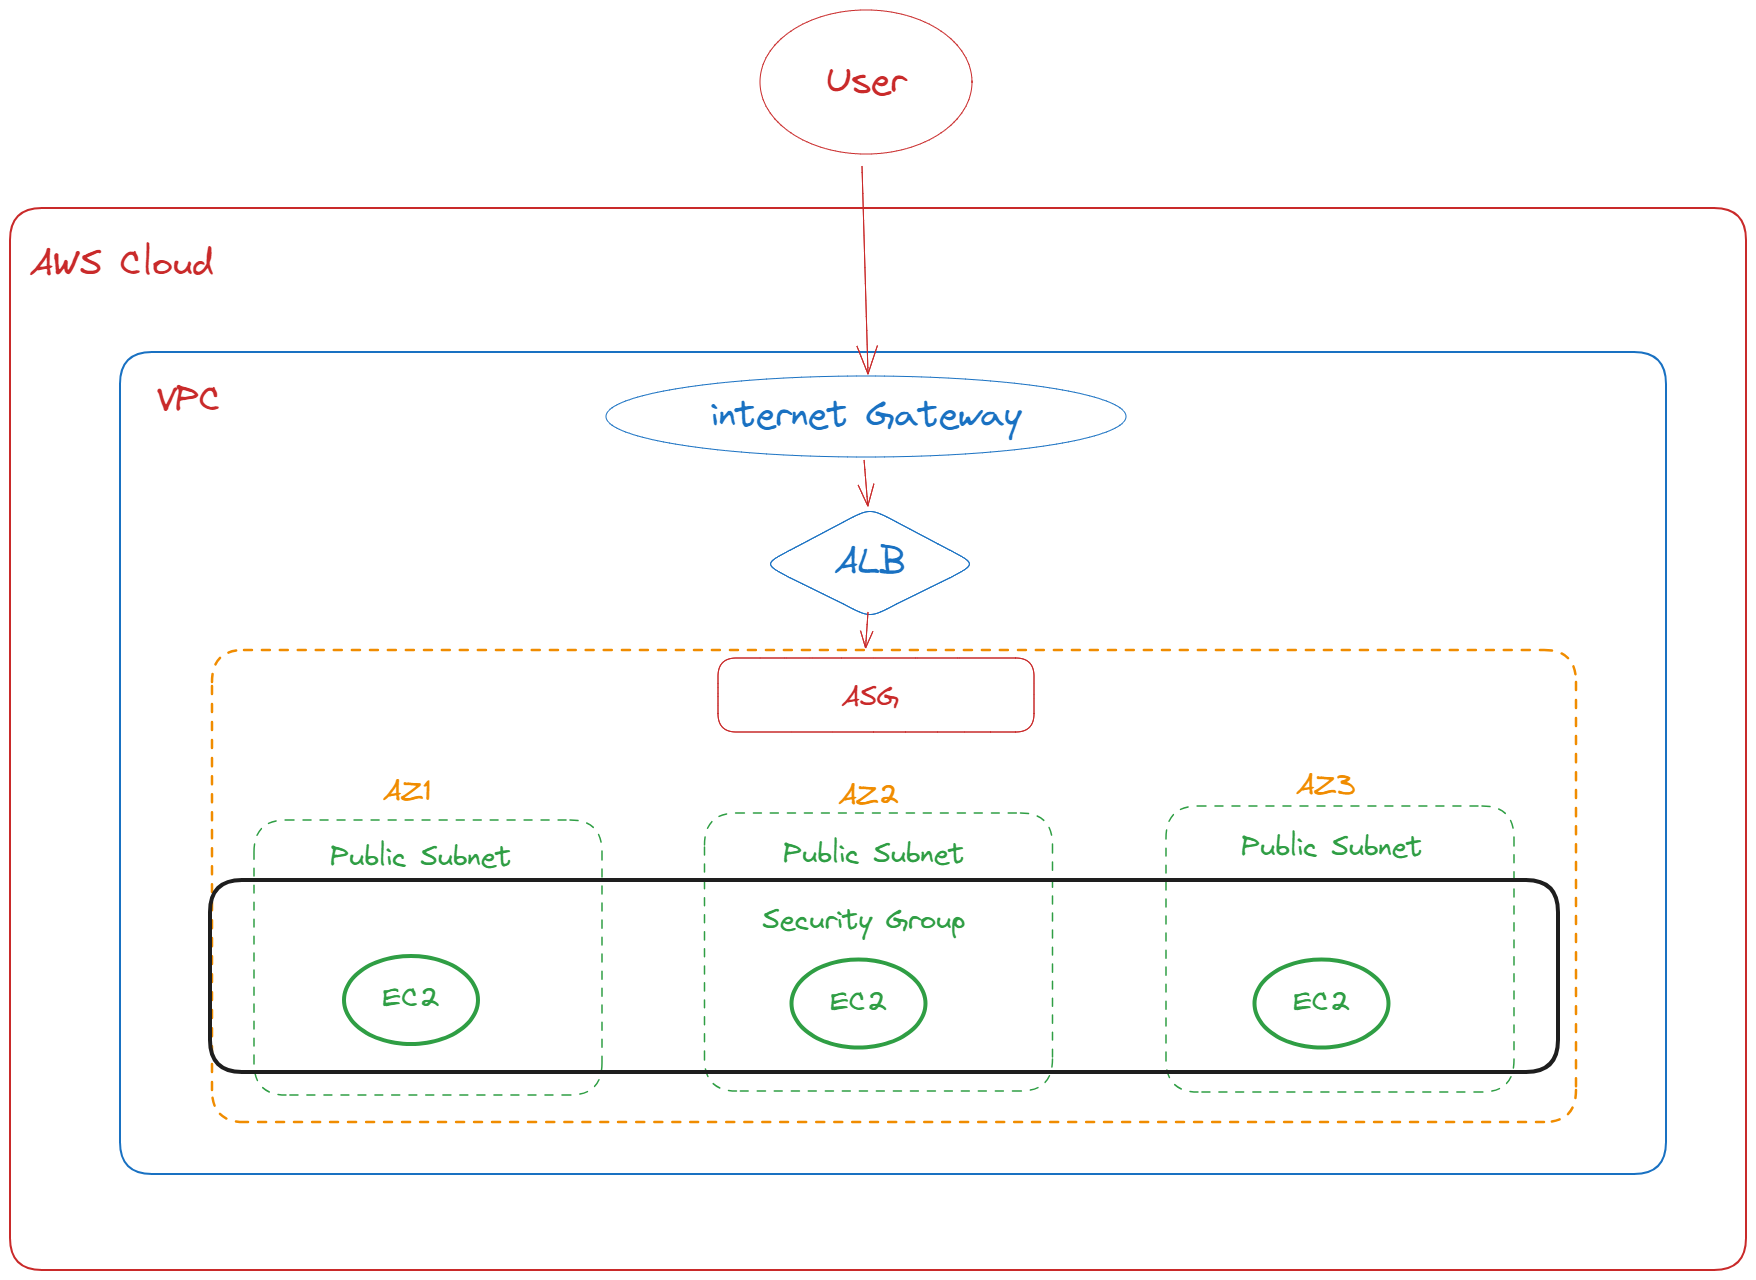 User
AWS Cloud
VPC
internet Gateway
ALB
ASG
AZ1
AZ2
AZ3
Public Subnet
Public Subnet
Public Subnet
Security Group
EC2
EC2
EC2